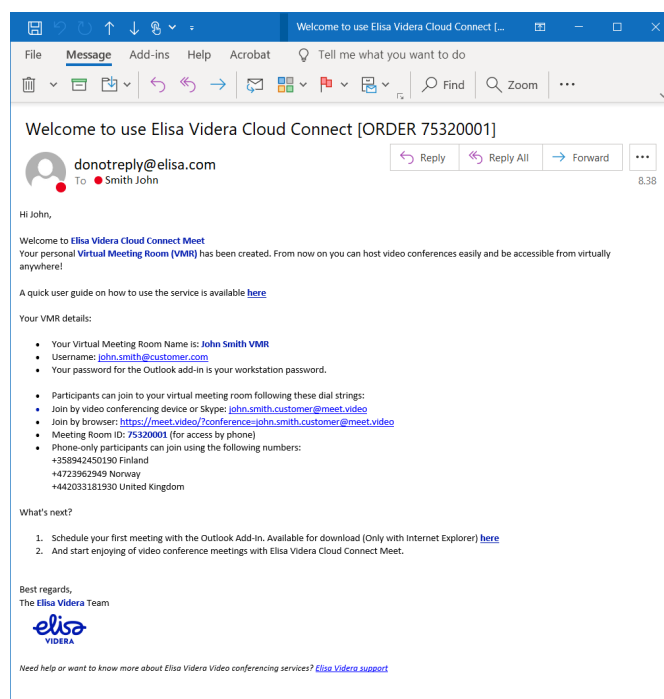 Welcome to use Elisa Videra Cloud Connect [...
File Message Add-ins Help Acrobat Tell me what you want to do
Find Zoom
Welcome to use Elisa Videra Cloud Connect [ORDER 75320001]
donotreply@elisa.com
To Smith John
Reply Reply All Forward
8.38
Hi John,
Welcome to Elisa Videra Cloud Connect Meet
Your personal Virtual Meeting Room (VMR) has been created. From now on you can host video conferences easily and be accessible from virtually
anywhere!
A quick user guide on how to use the service is available here
Your VMR details:
• Your Virtual Meeting Room Name is: John Smith VMR
• Username: john.smith@customer.com
• Your password for the Outlook add-in is your workstation password.
• Participants can join to your virtual meeting room following these dial strings:
• Join by video conferencing device or Skype: john.smith.customer@meet.video
• Join by browser: https://meet.video/?conference=john.smith.customer@meet.video
• Meeting Room ID: 75320001 (for access by phone)
• Phone-only participants can join using the following numbers:
+358942450190 Finland
+4723962949 Norway
+442033181930 United Kingdom
What's next?
1. Schedule your first meeting with the Outlook Add-In. Available for download (Only with Internet Explorer) here
2. And start enjoying of video conference meetings with Elisa Videra Cloud Connect Meet.
Best regards,
The Elisa Videra Team
elisa
VIDERA
Need help or want to know more about Elisa Videra Video conferencing services? Elisa Videra support